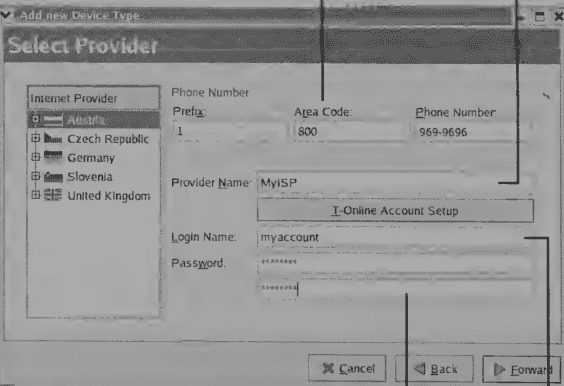 Add new Device Type
Select Provider
Internet Provider
Austria
Czech Republic
Germany
Slovenia
United Kingdom
Phone Number
Prefix:
Area Code:
Phone Number
1
800
969-9696
Provider Name:
MyISP
T-Online Account Setup
Login Name:
myaccount
Password.
********
********
Cancel
Back
Forward